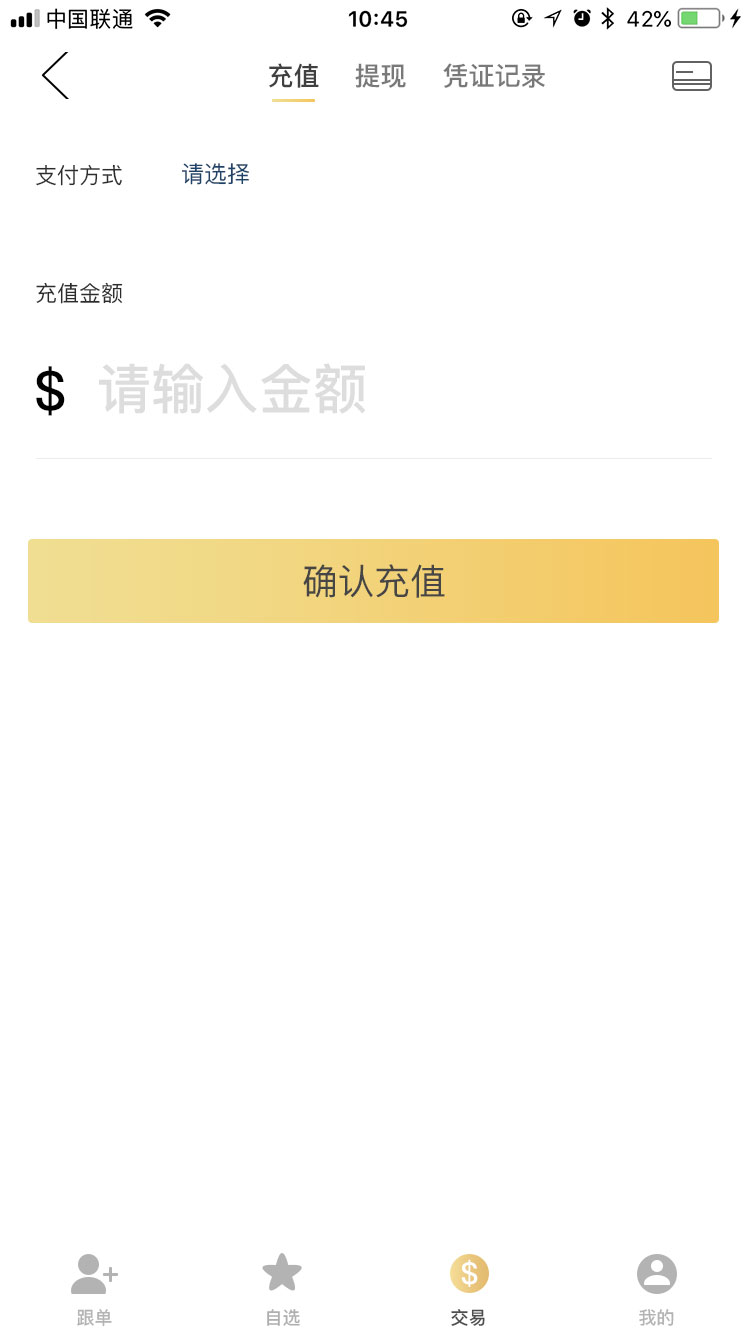 中国联通 10:45 42%
充值 提现 凭证记录
支付方式 请选择
充值金额
$ 请输入金额
确认充值
$
跟单 自选 交易 我的